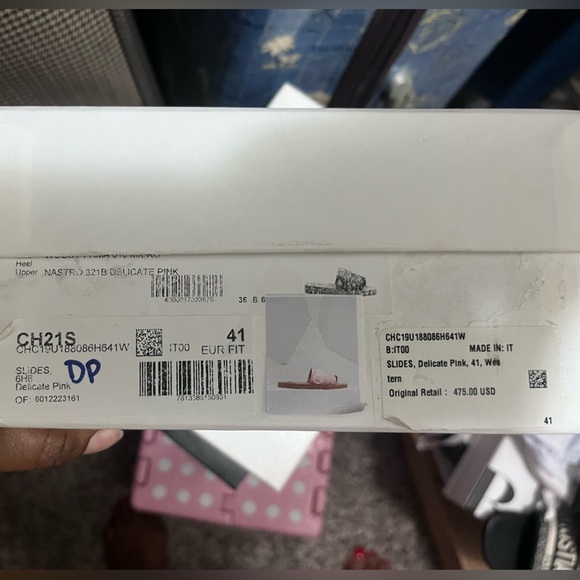 Heel
Upper NASTRO 321B DELICATE PINK
36
CH21S
CHC19U188086H641W
IT00
41
EUR FIT
SLIDES,
6H6
Delicate Pink
DP
OF: 6012223161
CHC19U188086H641W
B:IT00 MADE IN: IT
SLIDES, Delicate Pink, 41, Wes
tern
Original Retail : 475.00 USD
41